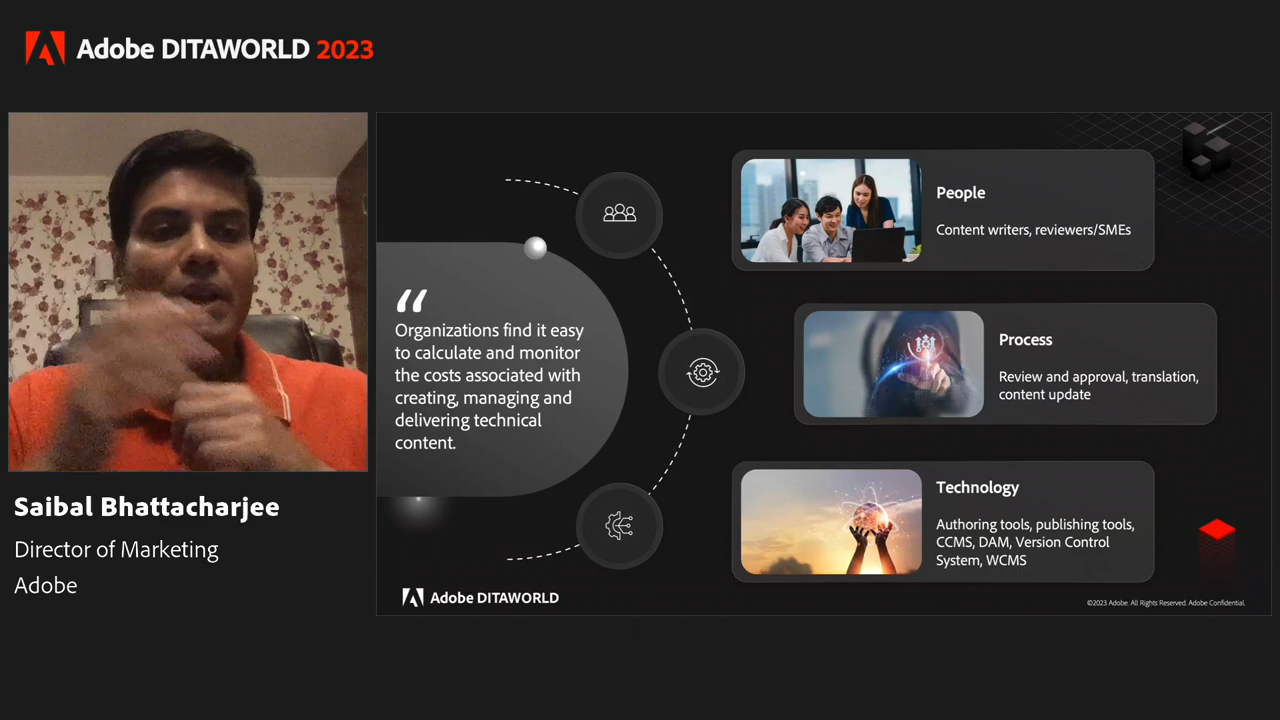 Adobe DITAWORLD 2023
Saibal Bhattacharjee
Director of Marketing
Adobe
“
Organizations find it easy
to calculate and monitor
the costs associated with
creating, managing and
delivering technical
content.
People
Content writers, reviewers/SMEs
Process
Review and approval, translation,
content update
Technology
Authoring tools, publishing tools,
CCMS, DAM, Version Control
System, WCMS
Adobe DITAWORLD
©2023 Adobe. All Rights Reserved. Adobe Confidential.